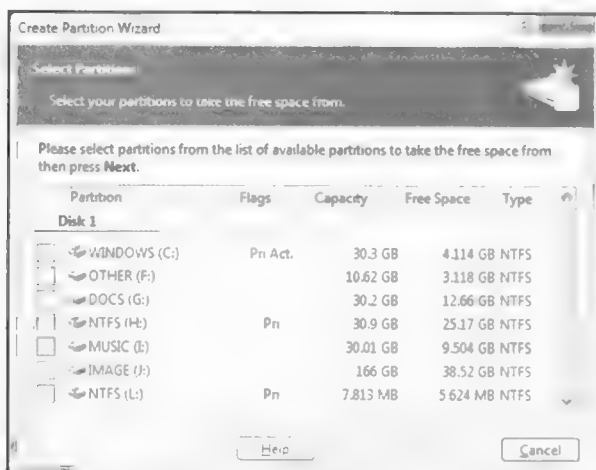 Create Partition Wizard
Select Partitions
Select your partitions to take the free space from.
Please select partitions from the list of available partitions to take the free space from
then press Next.
Partition Flags Capacity Free Space Type
Disk 1
WINDOWS (C:) Pri Act. 30.3 GB 4.114 GB NTFS
OTHER (F:) 10.62 GB 3.118 GB NTFS
DOCS (G:) 30.2 GB 12.66 GB NTFS
NTFS (H:) Pri 30.9 GB 25.17 GB NTFS
MUSIC (I:) 30.01 GB 9.504 GB NTFS
IMAGE (J:) 166 GB 38.52 GB NTFS
NTFS (L:) Pri 7.813 MB 5.624 MB NTFS
Help Cancel